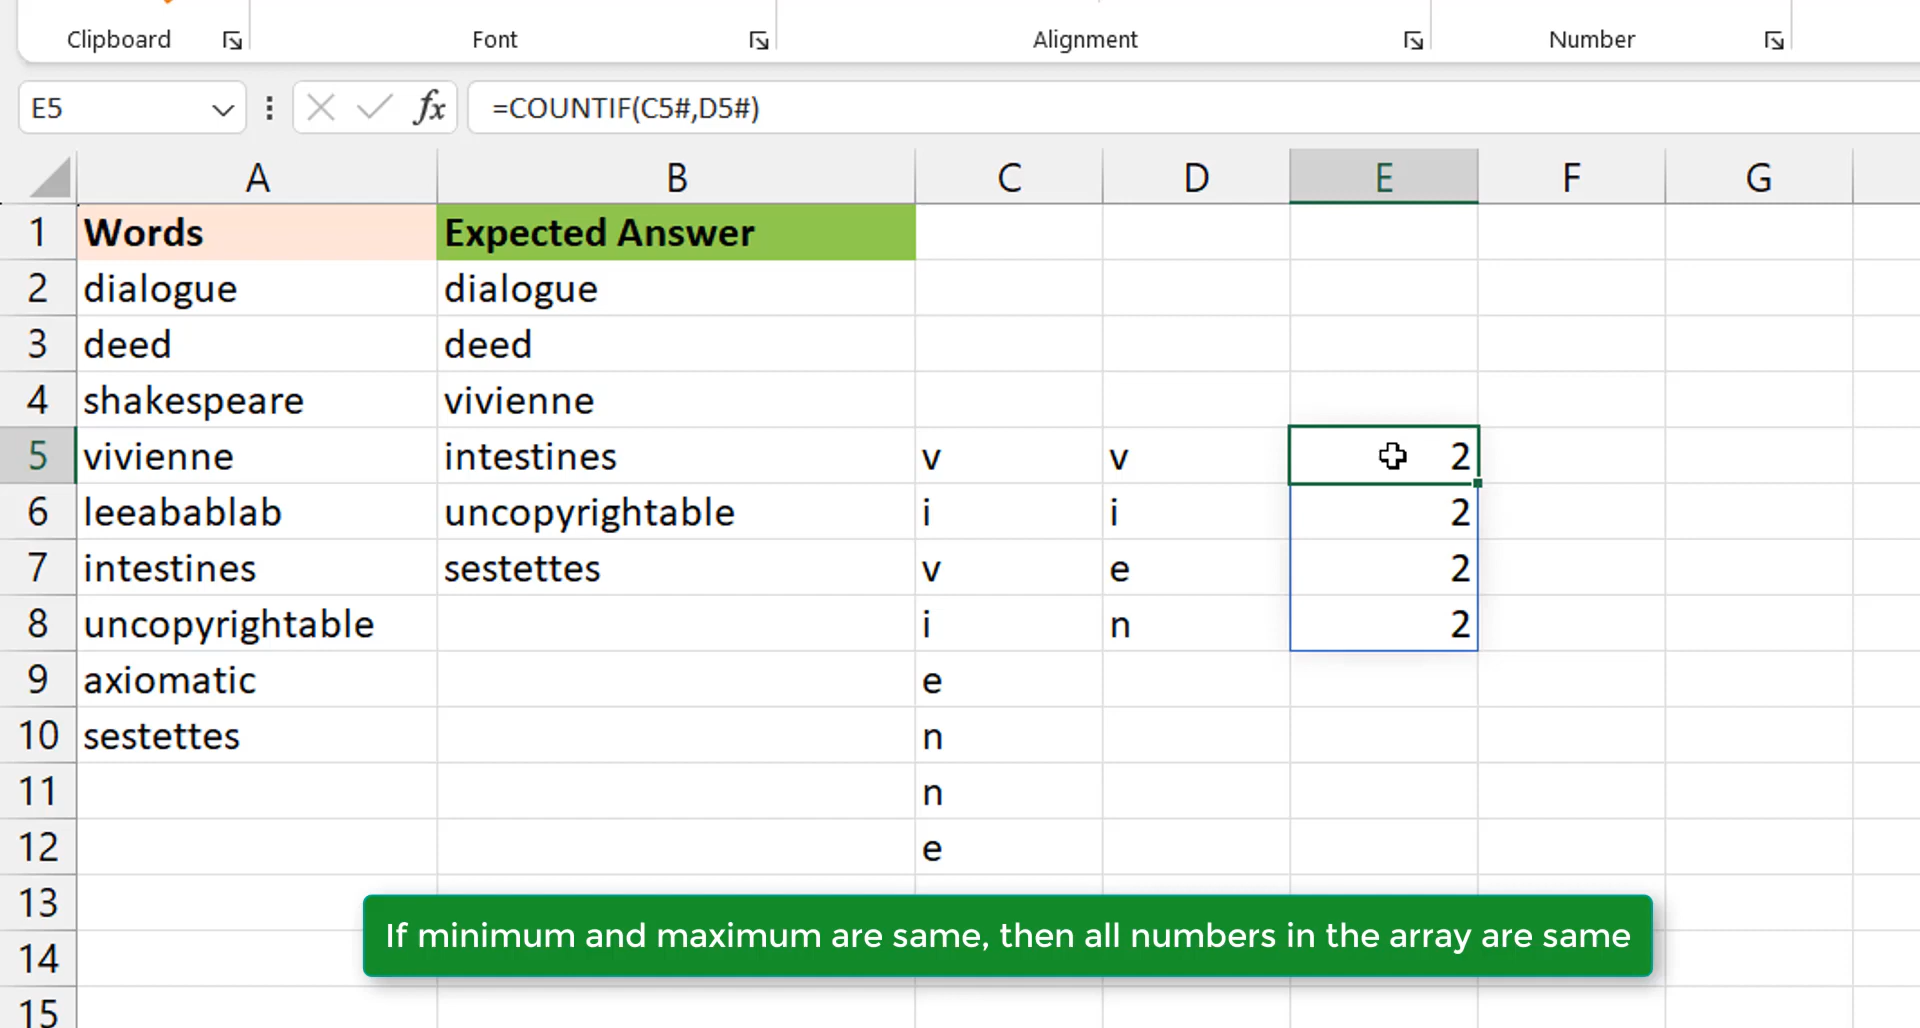 Clipboard Font Alignment Number
E5 fx =COUNTIF(C5#,D5#)
A B C D E F G
1 Words Expected Answer
2 dialogue dialogue
3 deed deed
4 shakespeare vivienne
5 vivienne intestines v v 2
6 leeabablab uncopyrightable i i 2
7 intestines sestettes v e 2
8 uncopyrightable i n 2
9 axiomatic e
10 sestettes n
11 n
12 e
13
If minimum and maximum are same, then all numbers in the array are same
14
15